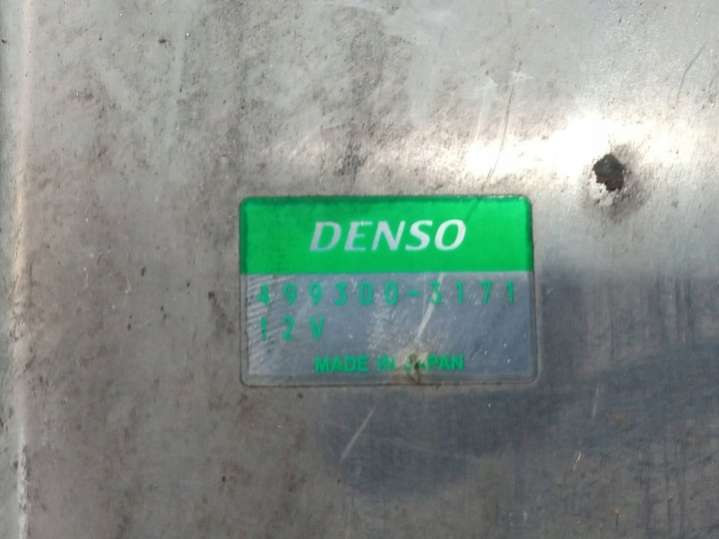 DENSO
499300-3171
12V
MADE IN JAPAN